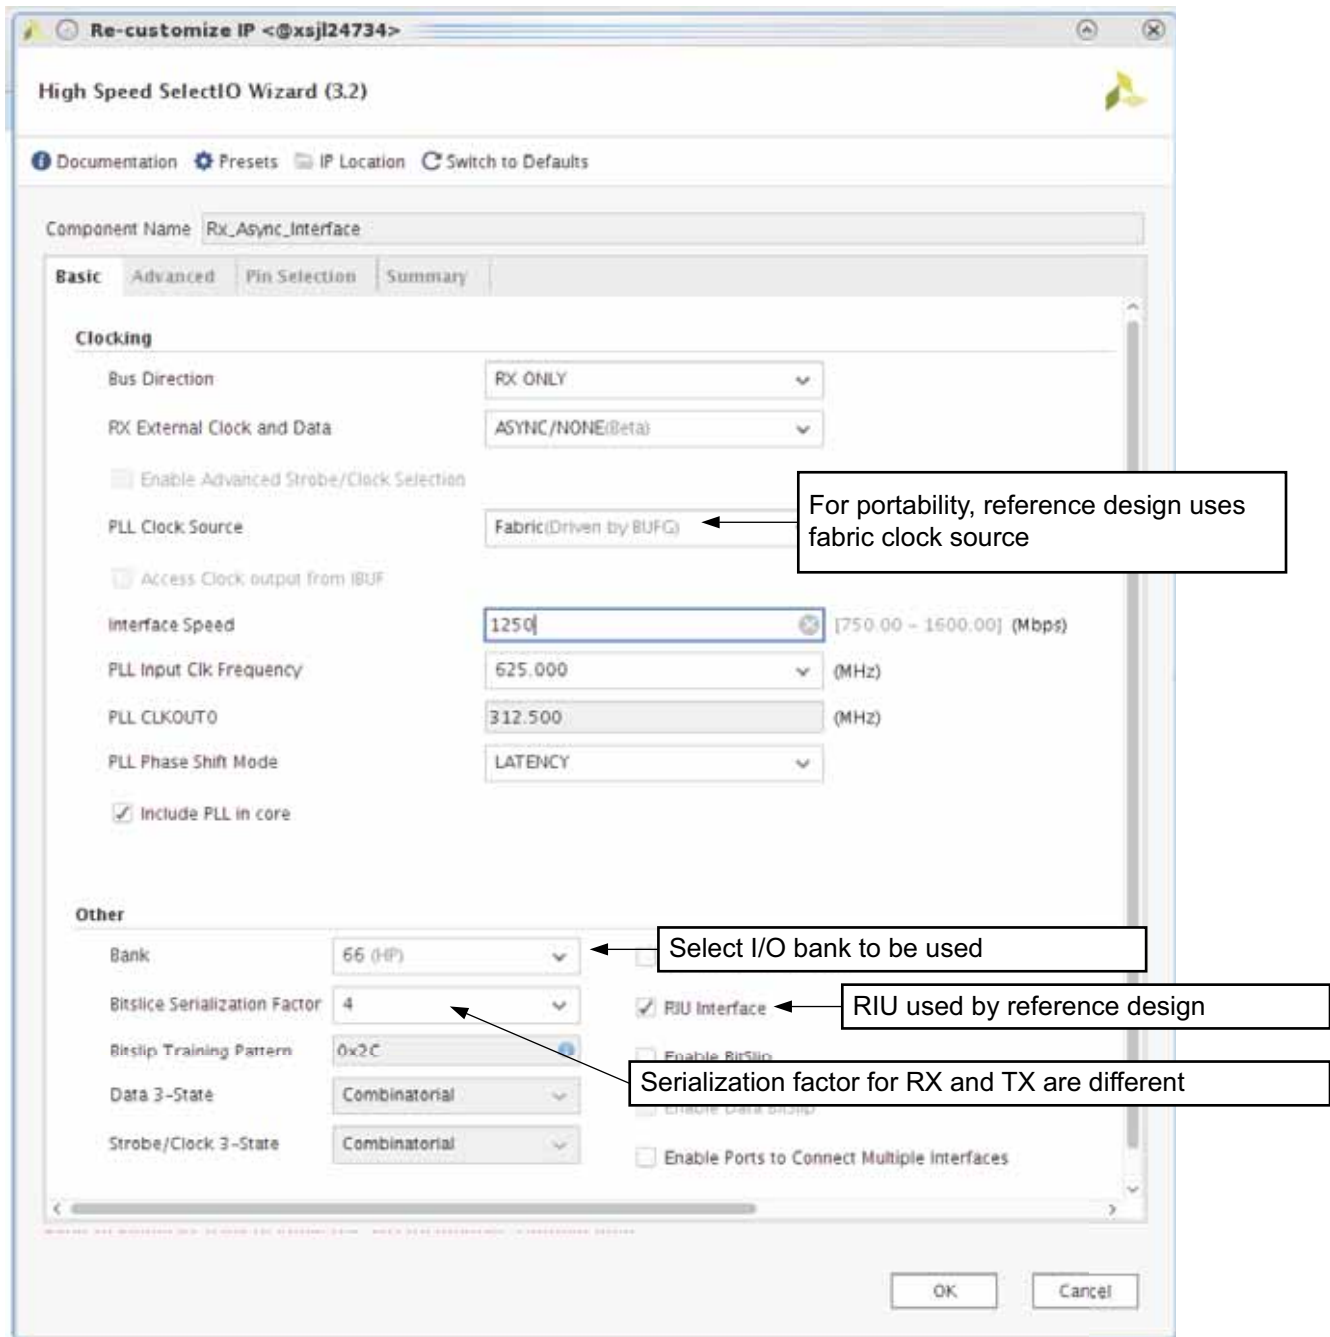 Re-customize IP <@xsjl24734>
High Speed SelectIO Wizard (3.2)
Documentation Presets IP Location Switch to Defaults
Component Name Rx_Async_Interface
Basic Advanced Pin Selection Summary
Clocking
Bus Direction RX ONLY
RX External Clock and Data ASYNC/NONE(Beta)
Enable Advanced Strobe/Clock Selection
For portability, reference design uses
fabric clock source
PLL Clock Source Fabric(Driven by BUFG)
Access Clock output from IBUF
Interface Speed 1250 [750.00 - 1600.00] (Mbps)
PLL Input Clk Frequency 625.000 (MHz)
PLL CLKOUT0 312.500 (MHz)
PLL Phase Shift Mode LATENCY
Include PLL in core
Other
Bank 66 (HP) Select I/O bank to be used
Bitslice Serialization Factor 4 RIU Interface RIU used by reference design
Bitslip Training Pattern 0x2C Enable BitSlip
Serialization factor for RX and TX are different
Data 3-State Combinatorial Enable Data BitSlip
Strobe/Clock 3-State Combinatorial Enable Ports to Connect Multiple Interfaces
OK Cancel